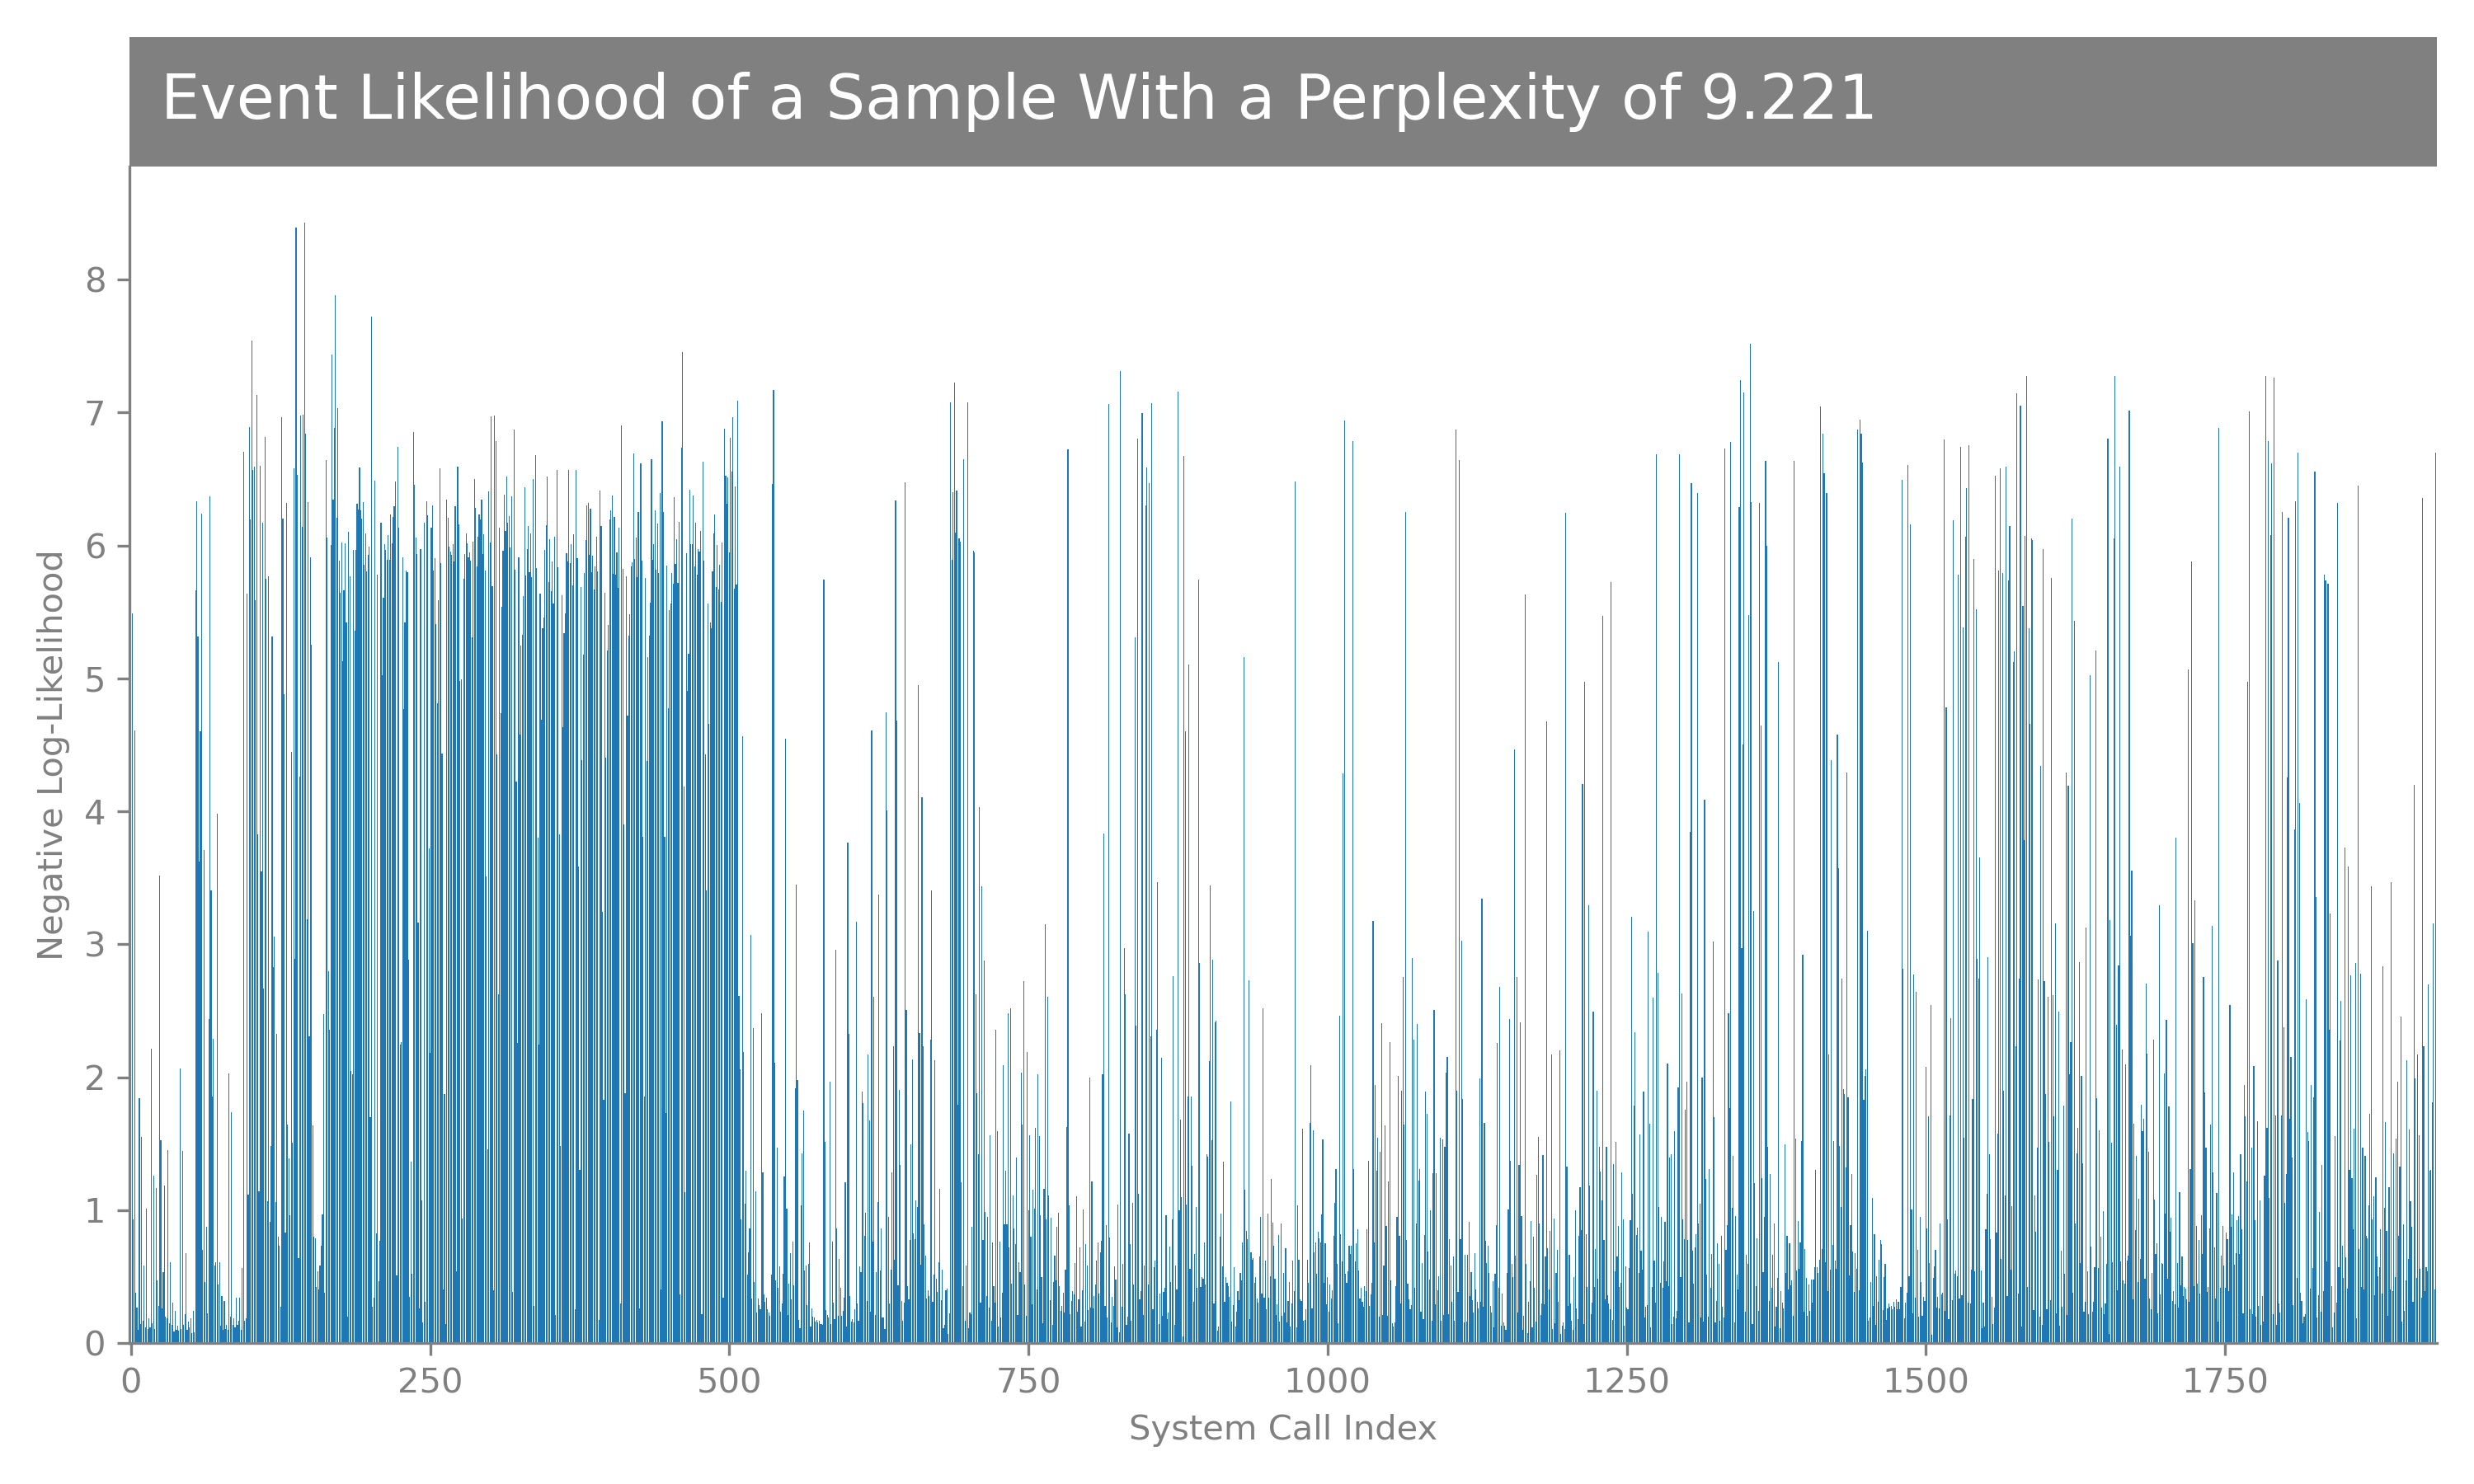 Event Likelihood of a Sample With a Perplexity of 9.221
Negative Log-Likelihood
8
7
6
5
4
3
2
1
0
0 250 500 750 1000 1250 1500 1750
System Call Index